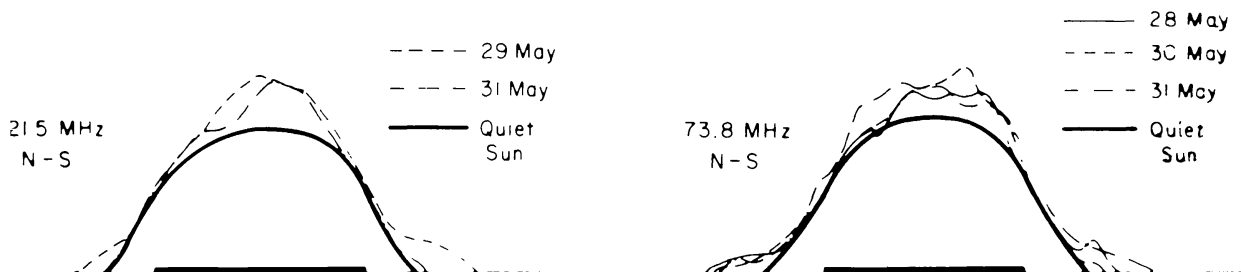 29 May
31 May
Quiet
Sun
21.5 MHz
N-S
28 May
30 May
31 May
Quiet
Sun
73.8 MHz
N-S